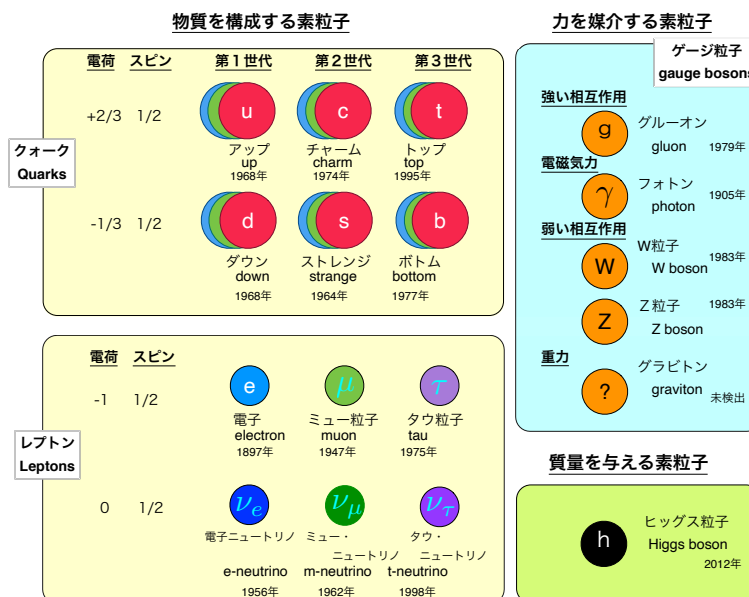 物質を構成する素粒子
電荷 スピン 第1世代 第2世代 第3世代
クォーク
Quarks
+2/3 1/2
u c t
アップ チャーム トップ
up charm top
1968年 1974年 1995年
-1/3 1/2
d s b
ダウン ストレンジ ボトム
down strange bottom
1968年 1964年 1977年
電荷 スピン
レプトン
Leptons
-1 1/2
e μ τ
電子 ミュー粒子 タウ粒子
electron muon tau
1897年 1947年 1975年
0 1/2
νe νμ ντ
電子ニュートリノ ミュー・ タウ・
ニュートリノ ニュートリノ
e-neutrino m-neutrino t-neutrino
1956年 1962年 1998年
力を媒介する素粒子
ゲージ粒子
gauge bosons
強い相互作用
g グルーオン
gluon 1979年
電磁気力
γ フォトン
photon 1905年
弱い相互作用
W W粒子
W boson 1983年
Z Z粒子
Z boson 1983年
重力
? グラビトン
graviton 未検出
質量を与える素粒子
h ヒッグス粒子
Higgs boson
2012年